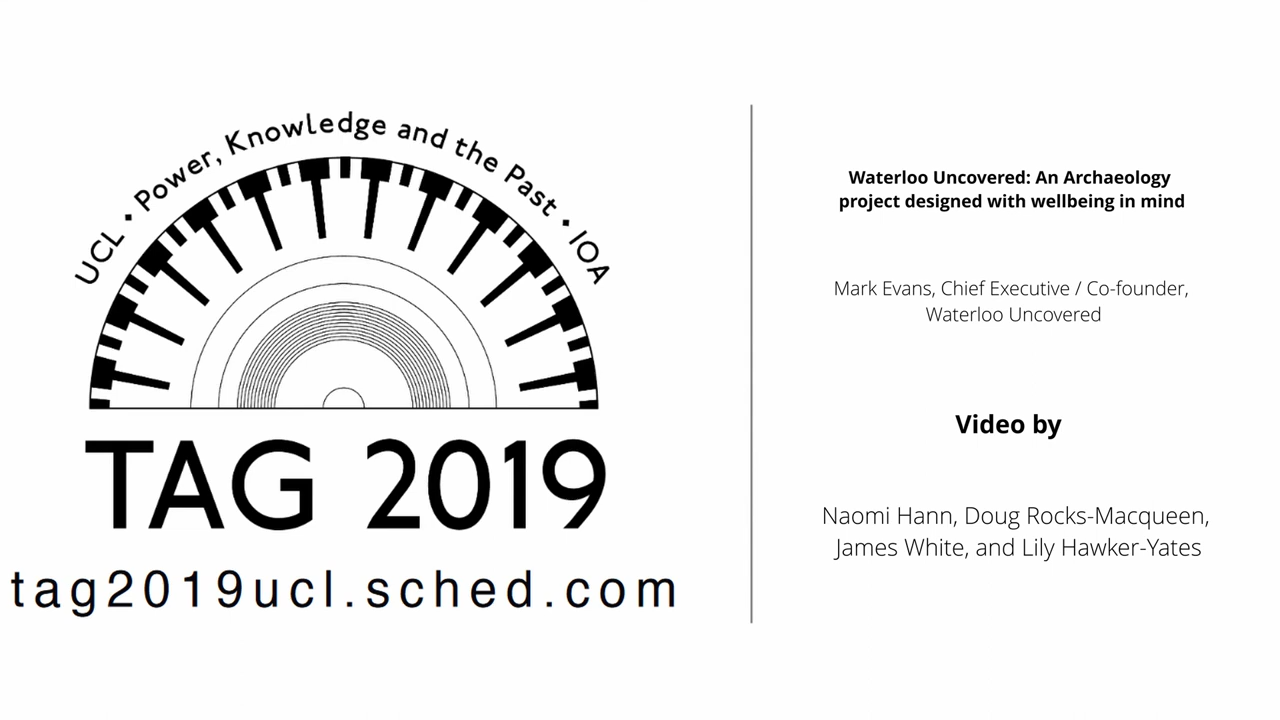 UCL • Power, Knowledge and the Past • IOA
TAG 2019
tag2019ucl.sched.com
Waterloo Uncovered: An Archaeology
project designed with wellbeing in mind
Mark Evans, Chief Executive / Co-founder,
Waterloo Uncovered
Video by
Naomi Hann, Doug Rocks-Macqueen,
James White, and Lily Hawker-Yates